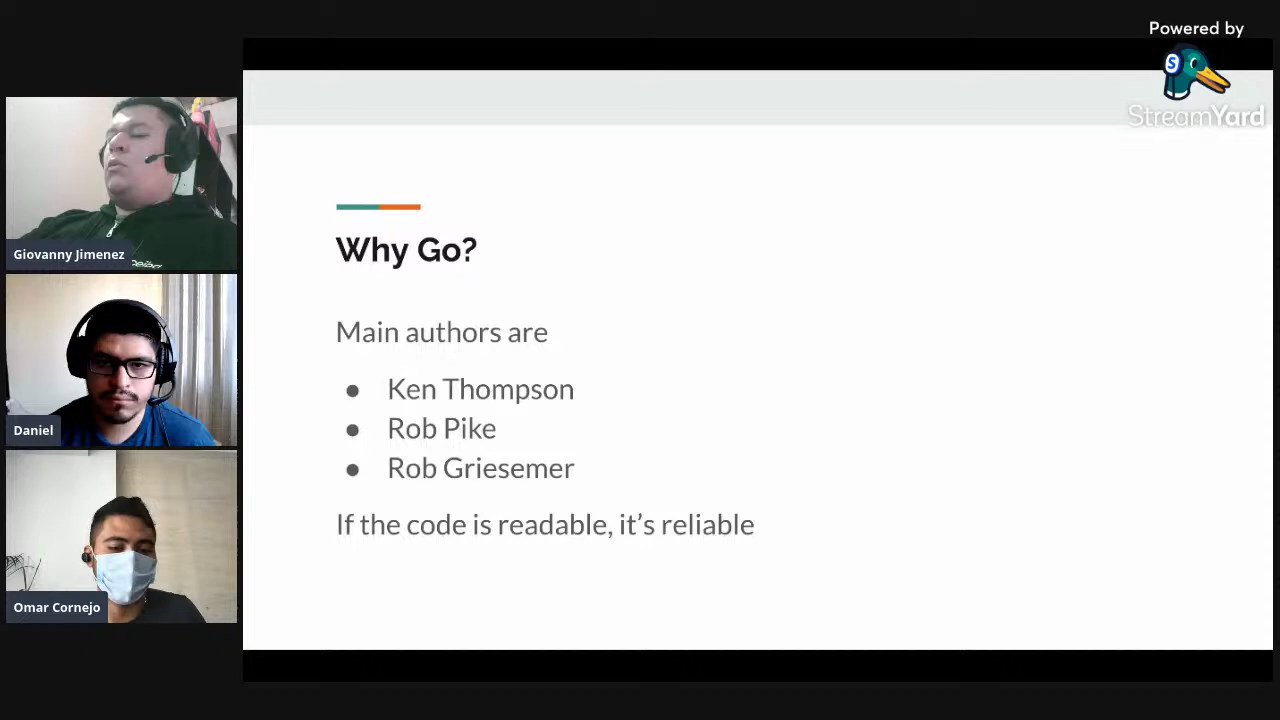 Powered by
S
StreamYard
Giovanny Jimenez
Daniel
Omar Cornejo
Why Go?
Main authors are
● Ken Thompson
● Rob Pike
● Rob Griesemer
If the code is readable, it’s reliable